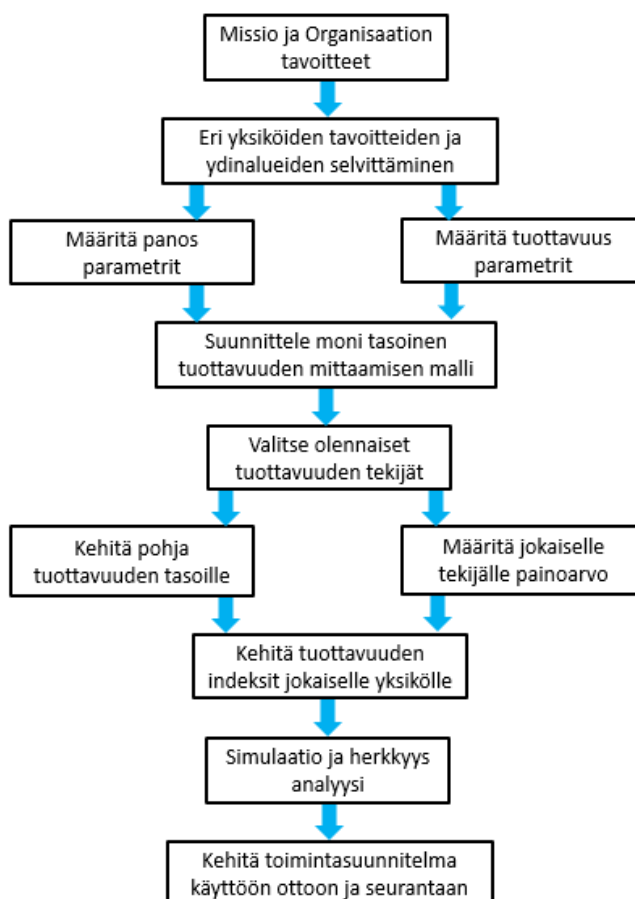 Missio ja Organisaation
tavoitteet
Eri yksiköiden tavoitteiden ja
ydinalueiden selvittäminen
Määritä panos
parametrit
Määritä tuottavuus
parametrit
Suunnittele moni tasoinen
tuottavuuden mittaamisen malli
Valitse olennaiset
tuottavuuden tekijät
Kehitä pohja
tuottavuuden tasoille
Määritä jokaiselle
tekijälle painoarvo
Kehitä tuottavuuden
indeksit jokaiselle yksikölle
Simulaatio ja herkkyys
analyysi
Kehitä toimintasuunnitelma
käyttöön ottoon ja seurantaan